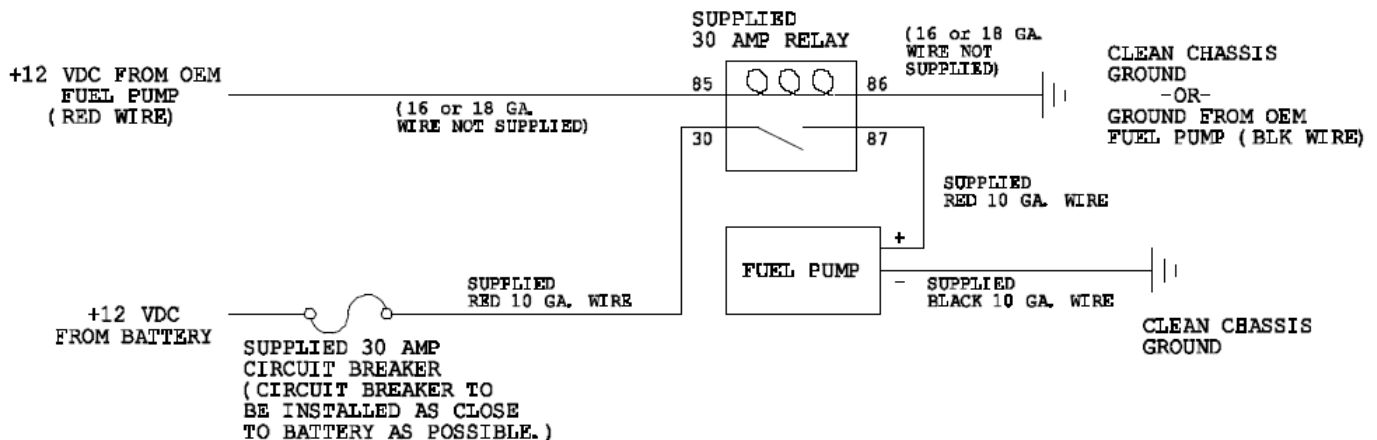 SUPPLIED
30 AMP RELAY
(16 or 18 GA.
WIRE NOT
SUPPLIED)
CLEAN CHASSIS
GROUND
-OR-
GROUND FROM OEM
FUEL PUMP (BLK WIRE)
+12 VDC FROM OEM
FUEL PUMP
(RED WIRE)
85
86
(16 or 18 GA.
WIRE NOT SUPPLIED)
30
87
SUPPLIED
RED 10 GA. WIRE
+
FUEL PUMP
-
SUPPLIED
BLACK 10 GA. WIRE
SUPPLIED
RED 10 GA. WIRE
+12 VDC
FROM BATTERY
CLEAN CHASSIS
GROUND
SUPPLIED 30 AMP
CIRCUIT BREAKER
(CIRCUIT BREAKER TO
BE INSTALLED AS CLOSE
TO BATTERY AS POSSIBLE.)